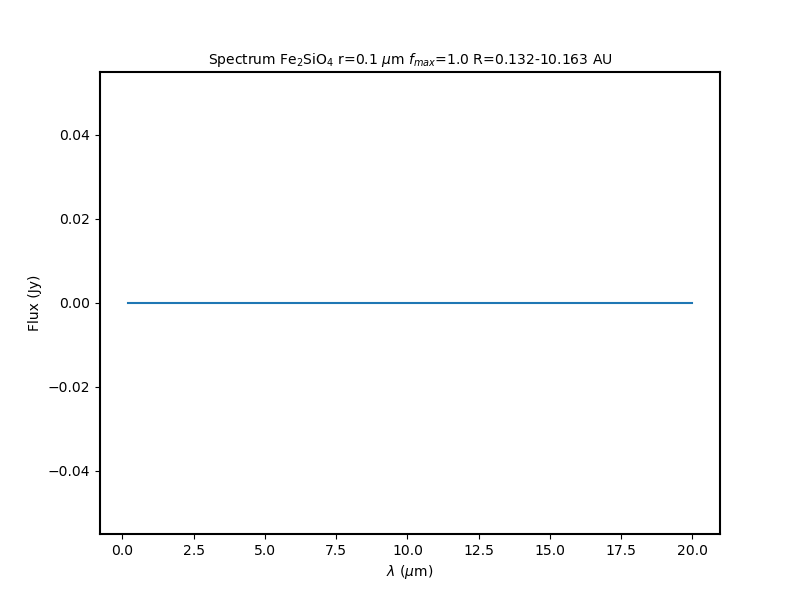 Spectrum Fe₂SiO₄ r=0.1 μm fₘₐₓ=1.0 R=0.132-10.163 AU
0.04
0.02
0.00
−0.02
−0.04
Flux (Jy)
0.0 2.5 5.0 7.5 10.0 12.5 15.0 17.5 20.0
λ (μm)